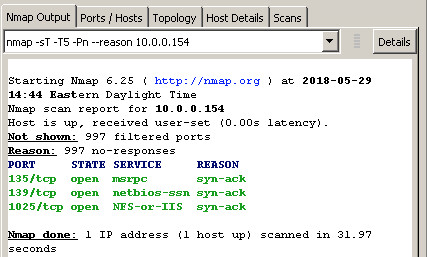 Nmap Output Ports / Hosts Topology Host Details Scans
nmap -sT -T5 -Pn --reason 10.0.0.154 Details
Starting Nmap 6.25 ( http://nmap.org ) at 2018-05-29
14:44 Eastern Daylight Time
Nmap scan report for 10.0.0.154
Host is up, received user-set (0.00s latency).
Not shown: 997 filtered ports
Reason: 997 no-responses
PORT STATE SERVICE REASON
135/tcp open msrpc syn-ack
139/tcp open netbios-ssn syn-ack
1025/tcp open NFS-or-IIS syn-ack
Nmap done: 1 IP address (1 host up) scanned in 31.97
seconds